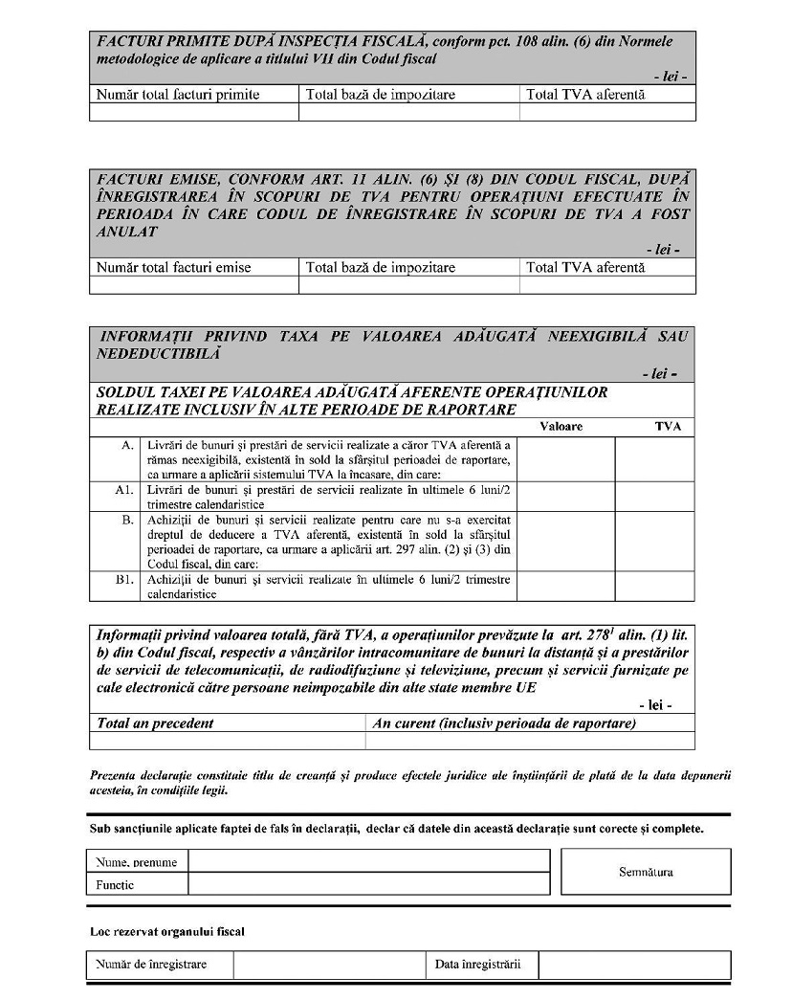 FACTURI PRIMITE DUPĂ INSPECȚIA FISCALĂ, conform pct. 108 alin. (6) din Normele
metodologice de aplicare a titlului VII din Codul fiscal
- lei -
Număr total facturi primite Total bază de impozitare Total TVA aferentă
FACTURI EMISE, CONFORM ART. 11 ALIN. (6) ȘI (8) DIN CODUL FISCAL, DUPĂ
ÎNREGISTRAREA ÎN SCOPURI DE TVA PENTRU OPERAȚIUNI EFECTUATE ÎN
PERIOADA ÎN CARE CODUL DE ÎNREGISTRARE ÎN SCOPURI DE TVA A FOST
ANULAT
- lei -
Număr total facturi emise Total bază de impozitare Total TVA aferentă
INFORMAȚII PRIVIND TAXA PE VALOAREA ADĂUGATĂ NEEXIGIBILĂ SAU
NEDEDUCTIBILĂ
- lei -
SOLDUL TAXEI PE VALOAREA ADĂUGATĂ AFERENTE OPERAȚIUNILOR
REALIZATE INCLUSIV ÎN ALTE PERIOADE DE RAPORTARE
Valoare TVA
A. Livrări de bunuri și prestări de servicii realizate a căror TVA aferentă a
rămas neexigibilă, existentă în sold la sfârșitul perioadei de raportare,
ca urmare a aplicării sistemului TVA la încasare, din care:
A1. Livrări de bunuri și prestări de servicii realizate în ultimele 6 luni/2
trimestre calendaristice
B. Achiziții de bunuri și servicii realizate pentru care nu s-a exercitat
dreptul de deducere a TVA aferentă, existentă în sold la sfârșitul
perioadei de raportare, ca urmare a aplicării art. 297 alin. (2) și (3) din
Codul fiscal, din care:
B1. Achiziții de bunuri și servicii realizate în ultimele 6 luni/2 trimestre
calendaristice
Informații privind valoarea totală, fără TVA, a operațiunilor prevăzute la art. 278¹ alin. (1) lit.
b) din Codul fiscal, respectiv a vânzărilor intracomunitare de bunuri la distanță și a prestărilor
de servicii de telecomunicații, de radiodifuziune și televiziune, precum și servicii furnizate pe
cale electronică către persoane neimpozabile din alte state membre UE
- lei -
Total an precedent An curent (inclusiv perioada de raportare)
Prezenta declarație constituie titlu de creanță și produce efectele juridice ale înștiințării de plată de la data depunerii
acesteia, în condițiile legii.
Sub sancțiunile aplicate faptei de fals în declarații, declar că datele din această declarație sunt corecte și complete.
Nume, prenume
Semnătura
Funcție
Loc rezervat organului fiscal
Număr de înregistrare Data înregistrării